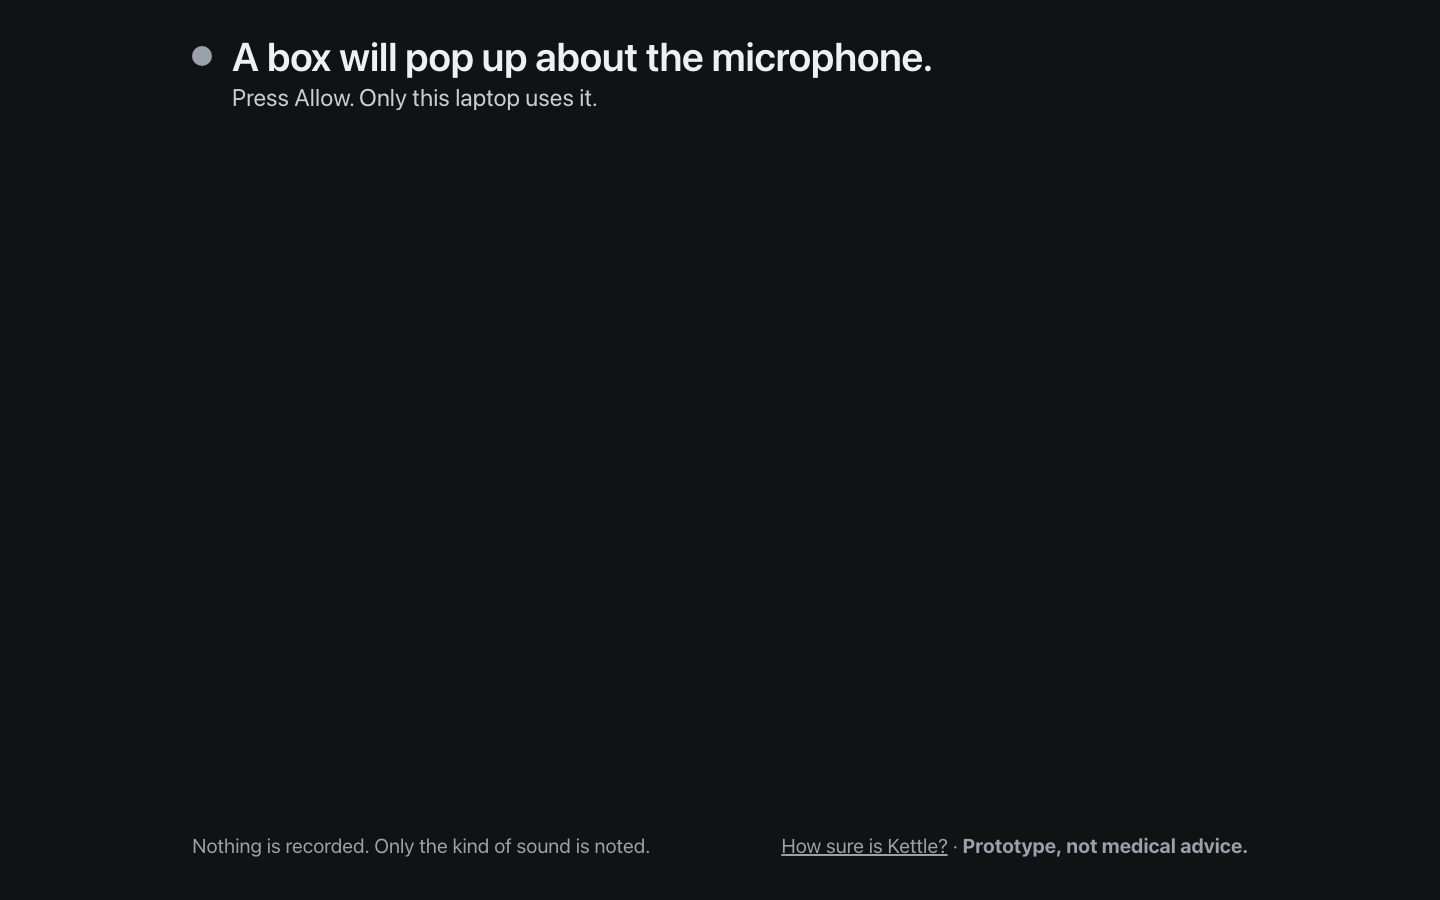 A box will pop up about the microphone.
Press Allow. Only this laptop uses it.
Nothing is recorded. Only the kind of sound is noted.
How sure is Kettle? · Prototype, not medical advice.